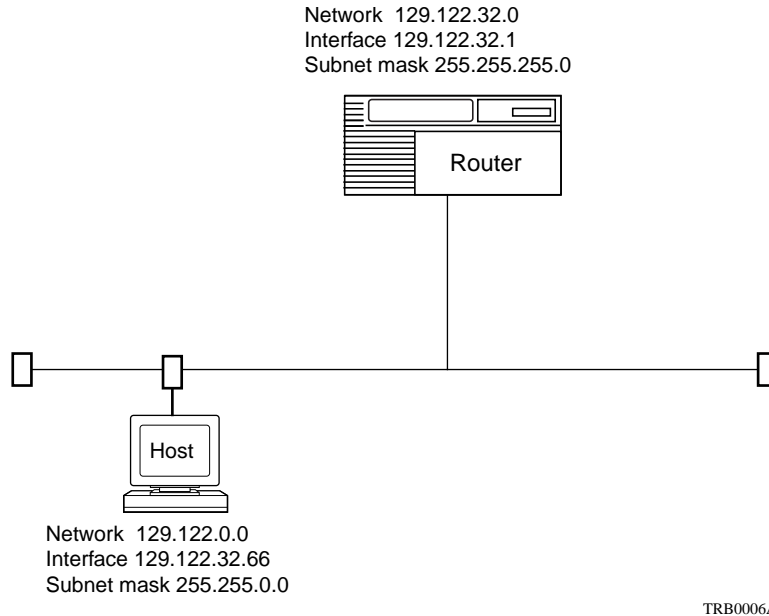 Network 129.122.32.0
Interface 129.122.32.1
Subnet mask 255.255.255.0
Router
Host
Network 129.122.0.0
Interface 129.122.32.66
Subnet mask 255.255.0.0